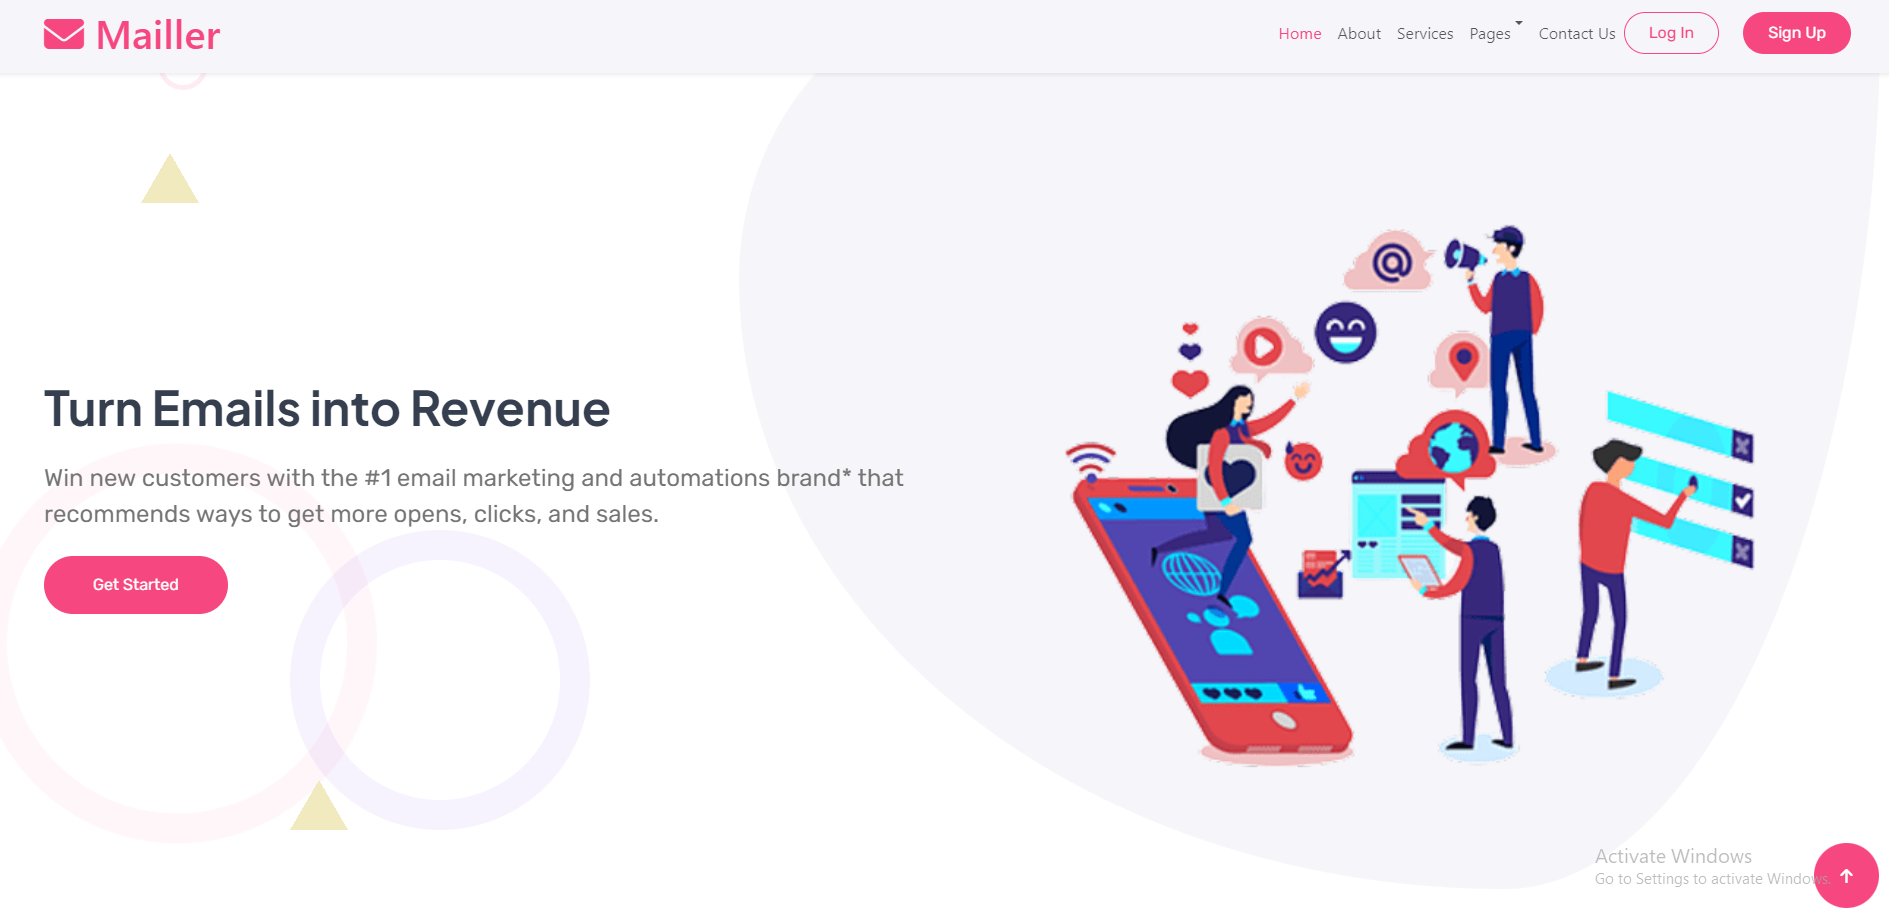 Mailler
Home About Services Pages Contact Us Log In Sign Up
Turn Emails into Revenue
Win new customers with the #1 email marketing and automations brand* that
recommends ways to get more opens, clicks, and sales.
Get Started
@
Activate Windows
Go to Settings to activate Windows.